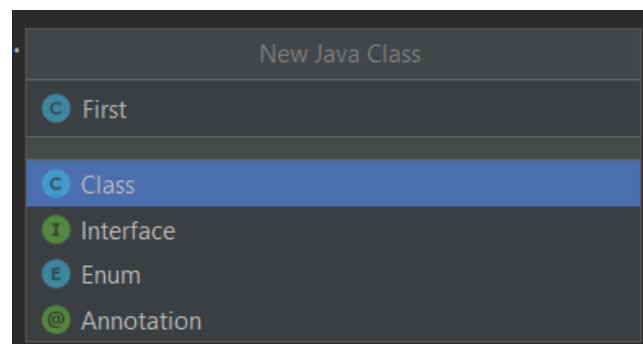 New Java Class
C First
C Class
I Interface
E Enum
@ Annotation